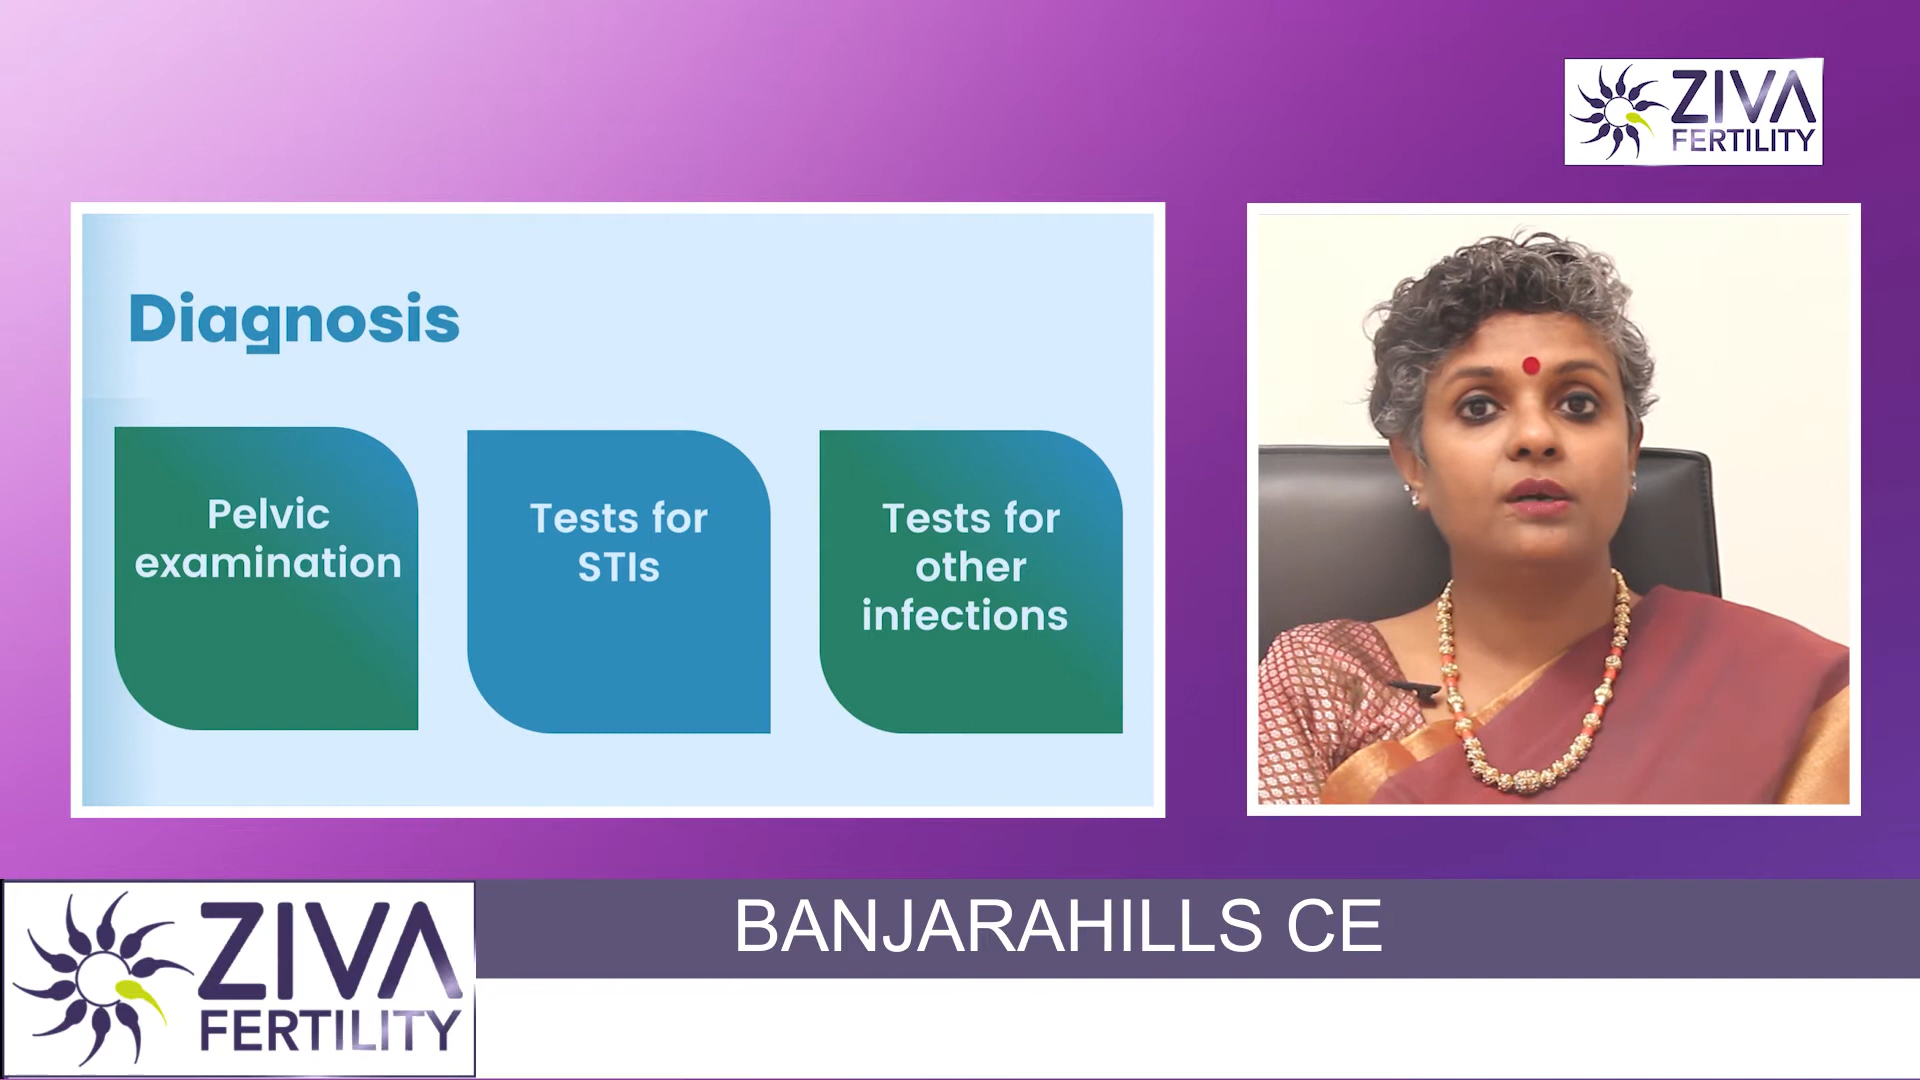 ZIVA
FERTILITY
Diagnosis
Pelvic
examination
Tests for
STIs
Tests for
other
infections
ZIVA
FERTILITY
BANJARAHILLS CE